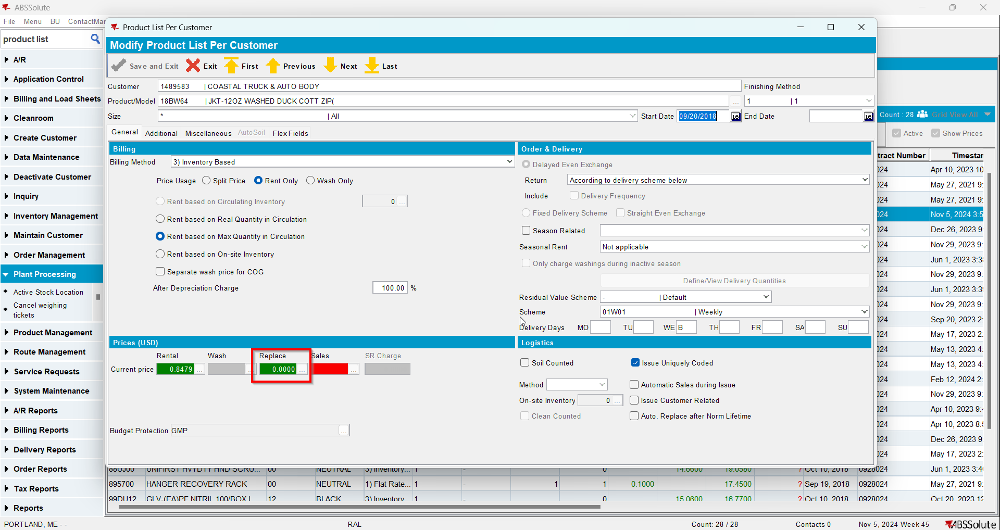 ABSSolute
File Menu BU ContactMar
product list
A/R
Application Control
Billing and Load Sheets
Cleanroom
Create Customer
Data Maintenance
Deactivate Customer
Inquiry
Inventory Management
Maintain Customer
Order Management
Plant Processing
Active Stock Location
Cancel weighing
tickets
Product Management
Route Management
Service Requests
System Maintenance
A/R Reports
Billing Reports
Delivery Reports
Order Reports
Tax Reports
Reports
Product List Per Customer
Modify Product List Per Customer
Save and Exit Exit First Previous Next Last
Customer 1489583 | COASTAL TRUCK & AUTO BODY Finishing Method
Product/Model 18BW64 | JKT-12OZ WASHED DUCK COTT ZIP( ... 1 | 1
Size * | All Start Date 09/20/2018 16 End Date 16
General Additional Miscellaneous AutoSoil Flex Fields
Billing
Billing Method 3) Inventory Based
Price Usage Split Price Rent Only Wash Only
Rent based on Circulating Inventory 0 ...
Rent based on Real Quantity in Circulation
Rent based on Max Quantity in Circulation
Rent based on On-site Inventory
Separate wash price for COG
After Depreciation Charge 100.00 %
Order & Delivery
Delayed Even Exchange
Return According to delivery scheme below
Include Delivery Frequency
Fixed Delivery Scheme Straight Even Exchange
Season Related
Seasonal Rent Not applicable
Only charge washings during inactive season
Define/View Delivery Quantities
Residual Value Scheme - | Default
Scheme 01W01 | Weekly
Delivery Days MO TU WE B TH FR SA SU
Prices (USD)
Rental Wash Replace Sales SR Charge
Current price 0.8479 ... ... 0.0000 ... ...
Budget Protection GMP ...
Logistics
Soil Counted Issue Uniquely Coded
Method Automatic Sales during Issue
On-site Inventory 0 ... Issue Customer Related
Clean Counted Auto. Replace after Norm Lifetime
Count : 28 Grid View All
Active Show Prices
tract Number Timestar
024 Apr 10, 2023 10
024 May 27, 2021 9:
024 May 27, 2021 9:
024 Nov 5, 2024 3:5
024 Dec 26, 2023 9:
024 Nov 29, 2023 9:
024 Jun 1, 2023 3:38
024 Nov 29, 2023 9:
024 Jun 1, 2023 3:39
024 Nov 29, 2023 9:
024 Sep 20, 2023 2:
024 May 17, 2023 2:
024 May 13, 2023 4:
024 May 13, 2023 4:
024 Feb 12, 2024 2:
024 Nov 29, 2023 9:
024 Apr 10, 2023 9:4
024 Apr 10, 2023 8:5
024 Dec 26, 2023 9:
024 May 17, 2023 2:
88UJ00 UNIFIRST HVYDTY HND SCRU... 00 NEUTRAL 3) Inventory... 1 - 0 14.6600 19.0580 ? Oct 10, 2018 0928024 Jun 1, 2023 3:40
895700 HANGER RECOVERY RACK 00 NEUTRAL 1) Flat Rate... 1 - 1 1 0.1000 17.4500 ? Sep 19, 2018 0928024 May 27, 2021 9:
99DU12 GLV-(EA)PF NITRIL 100/BOX L 12 BLACK 3) Inventory 1 - 0 15.0600 16.7700 ? Oct 10, 2018 0928024 Oct 20, 2023 12
PORTLAND, ME - - RAL Count: 28 / 28 Contacts 0 Nov 5, 2024 Week 45 ABSSolute